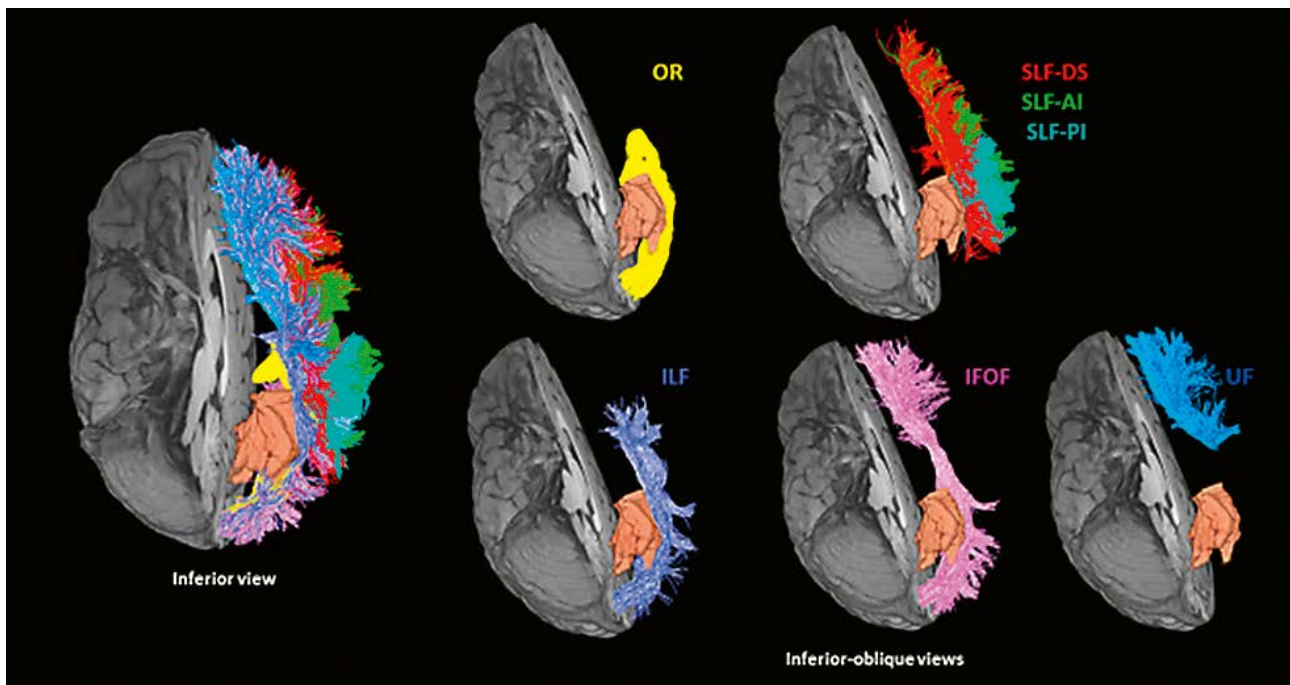 OR
SLF-DS
SLF-AI
SLF-PI
ILF
IFOF
UF
Inferior view
Inferior-oblique views